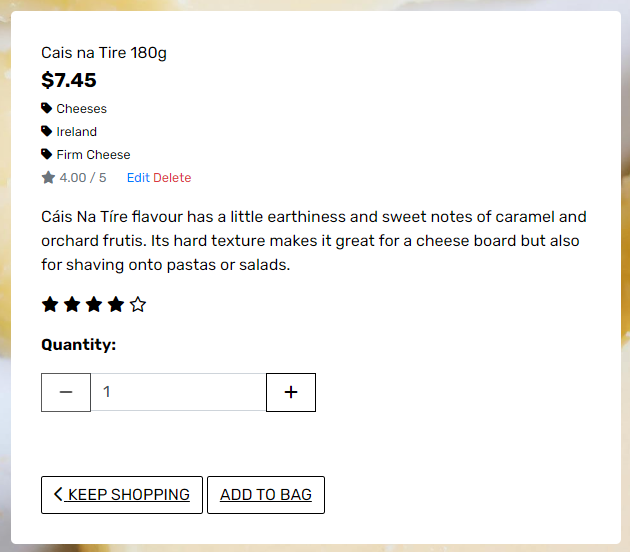 Cais na Tire 180g
$7.45
Cheeses
Ireland
Firm Cheese
4.00 / 5 Edit Delete
Cáis Na Tíre flavour has a little earthiness and sweet notes of caramel and
orchard frutis. Its hard texture makes it great for a cheese board but also
for shaving onto pastas or salads.
Quantity:
− 1 +
KEEP SHOPPING ADD TO BAG